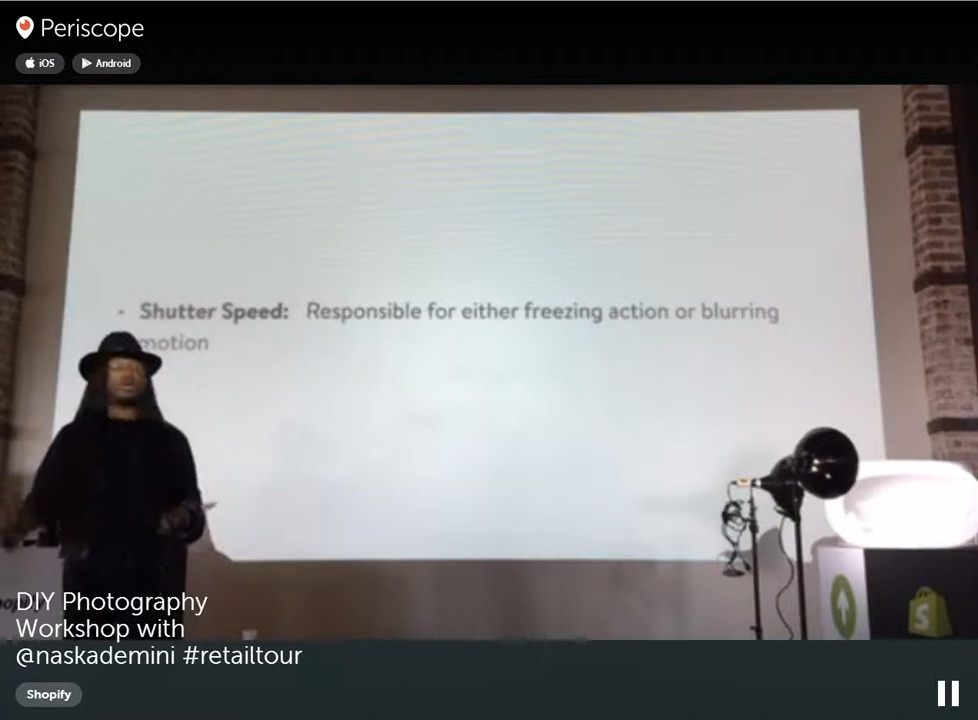 Periscope
iOS
Android
• Shutter Speed: Responsible for either freezing action or blurring
motion
DIY Photography
Workshop with
@naskademini #retailtour
Shopify